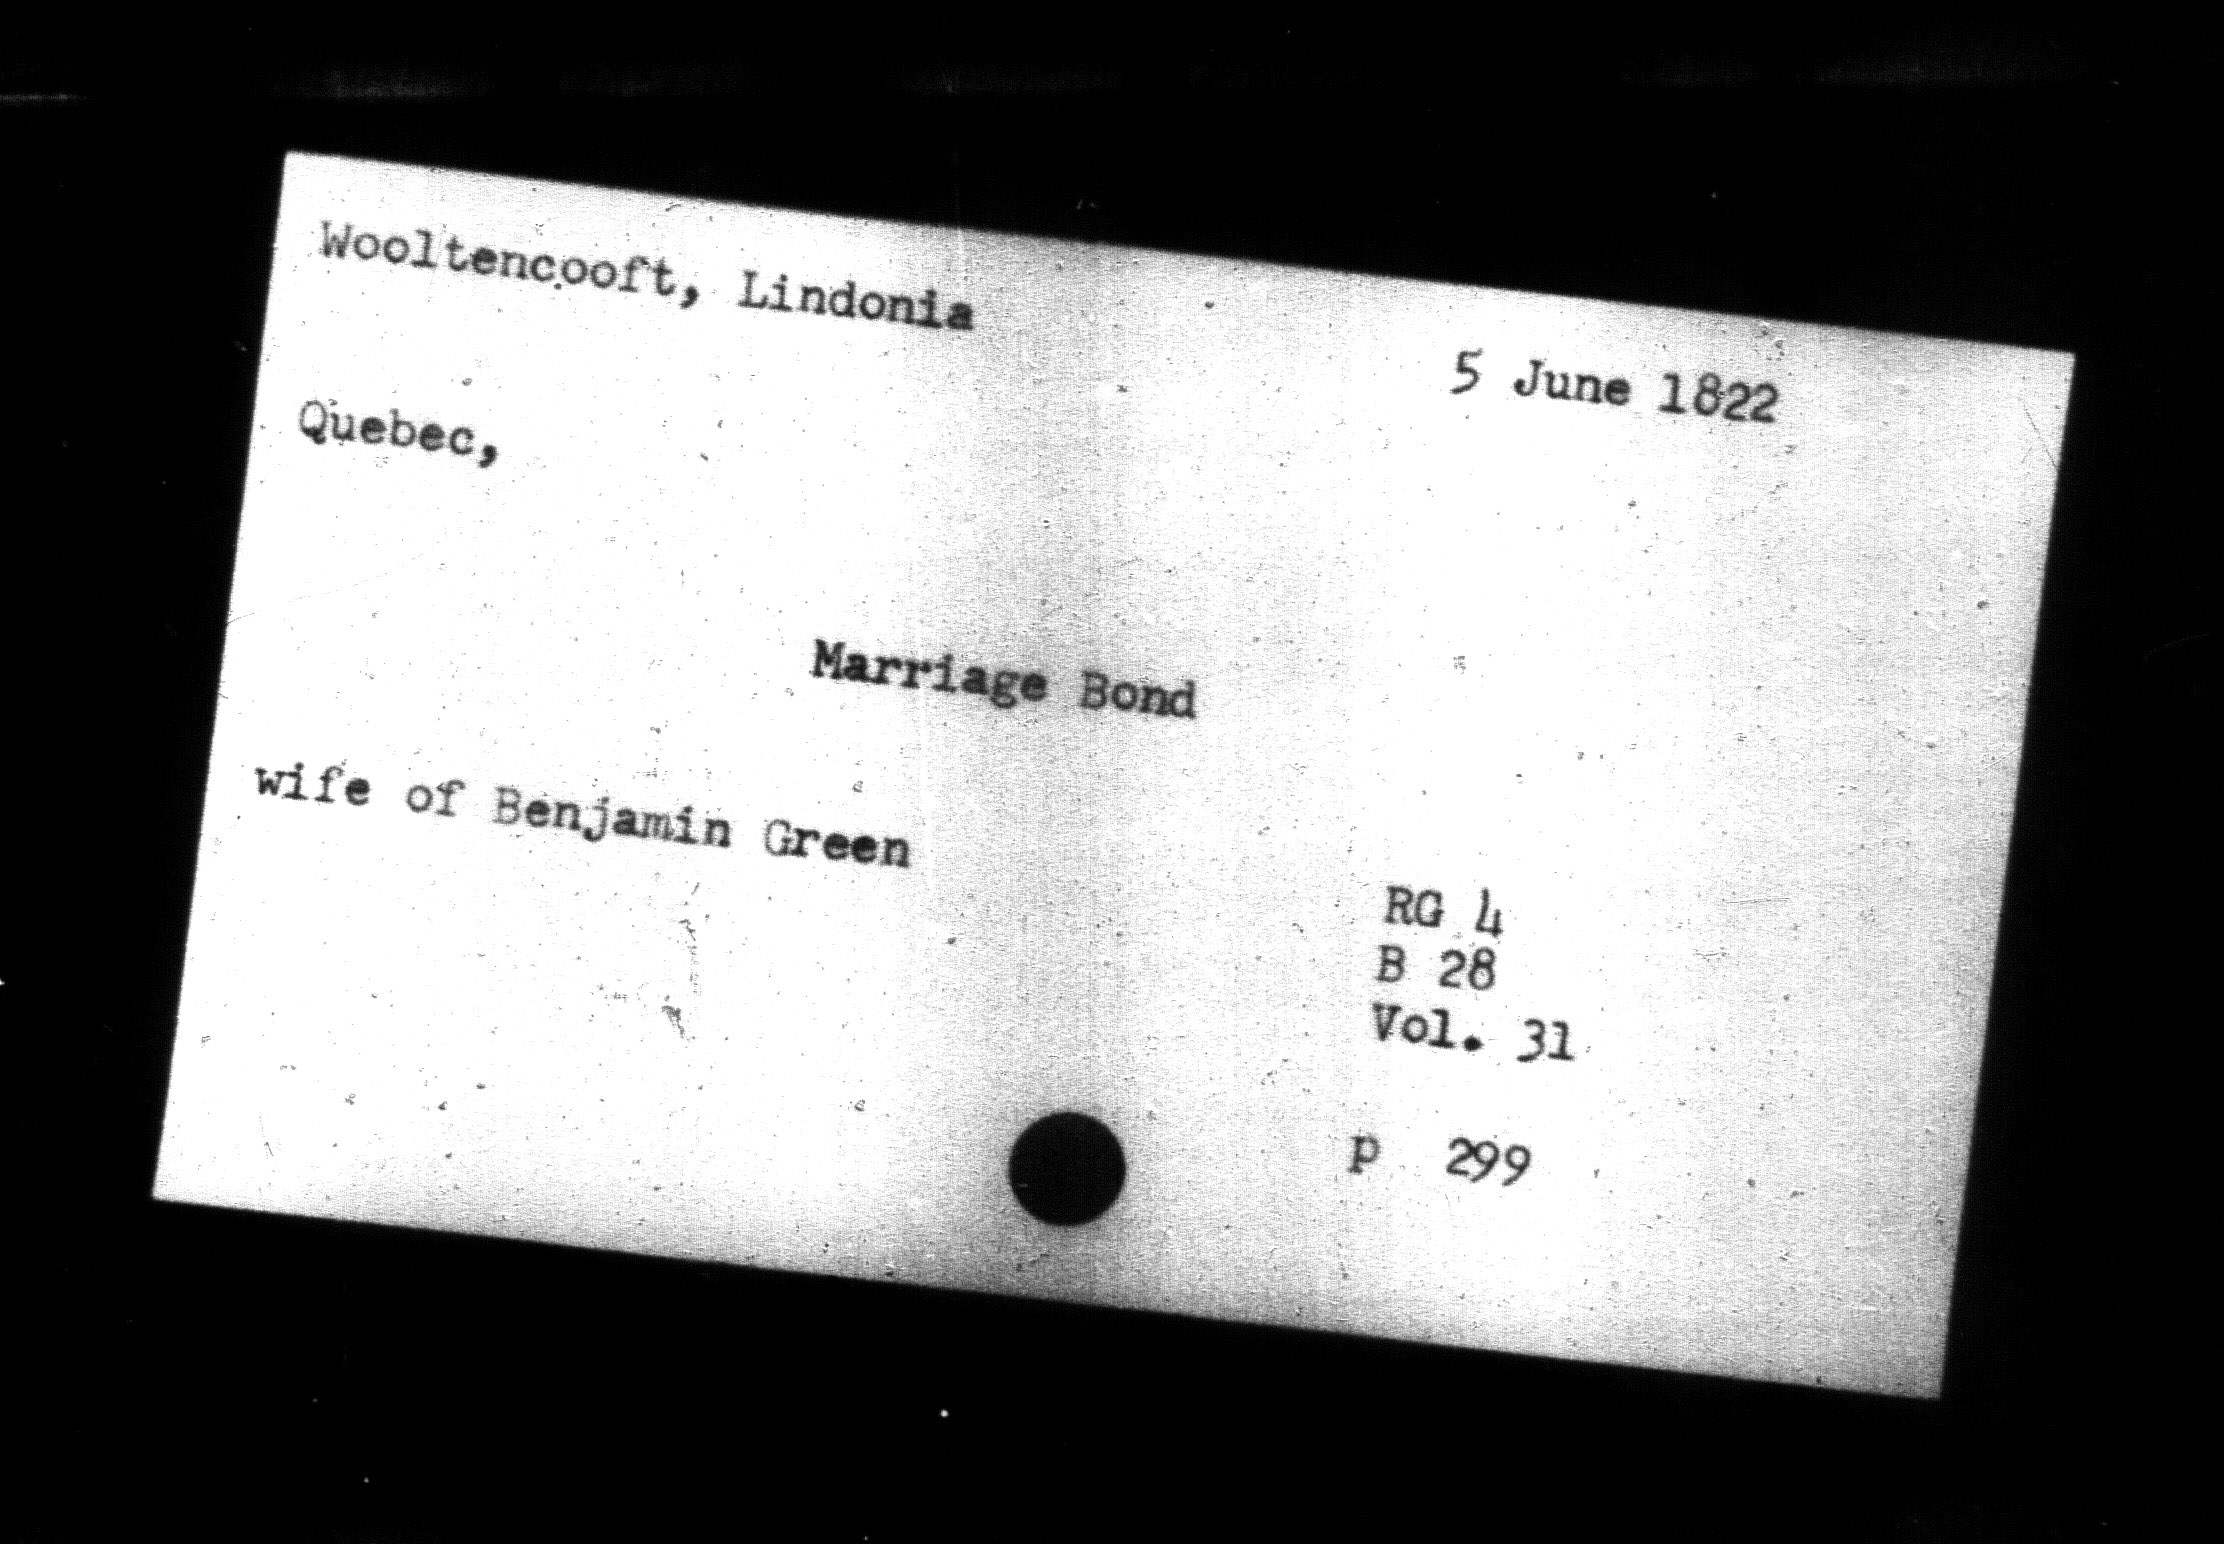 Wooltencooft, Lindonia
5 June 1822
Quebec,
Marriage Bond
wife of Benjamin Green
RG 4
B 28
Vol. 31
p 299